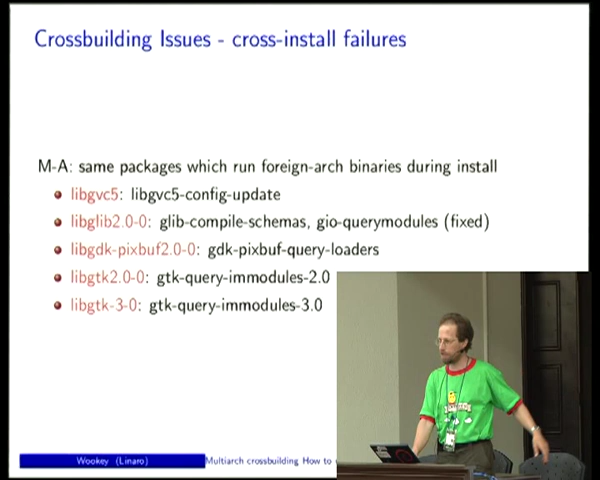 Crossbuilding Issues - cross-install failures
M-A: same packages which run foreign-arch binaries during install
libgvc5: libgvc5-config-update
libglib2.0-0: glib-compile-schemas, gio-querymodules (fixed)
libgdk-pixbuf2.0-0: gdk-pixbuf-query-loaders
libgtk2.0-0: gtk-query-immodules-2.0
libgtk-3-0: gtk-query-immodules-3.0
Wookey (Linaro)
Multiarch crossbuilding How to